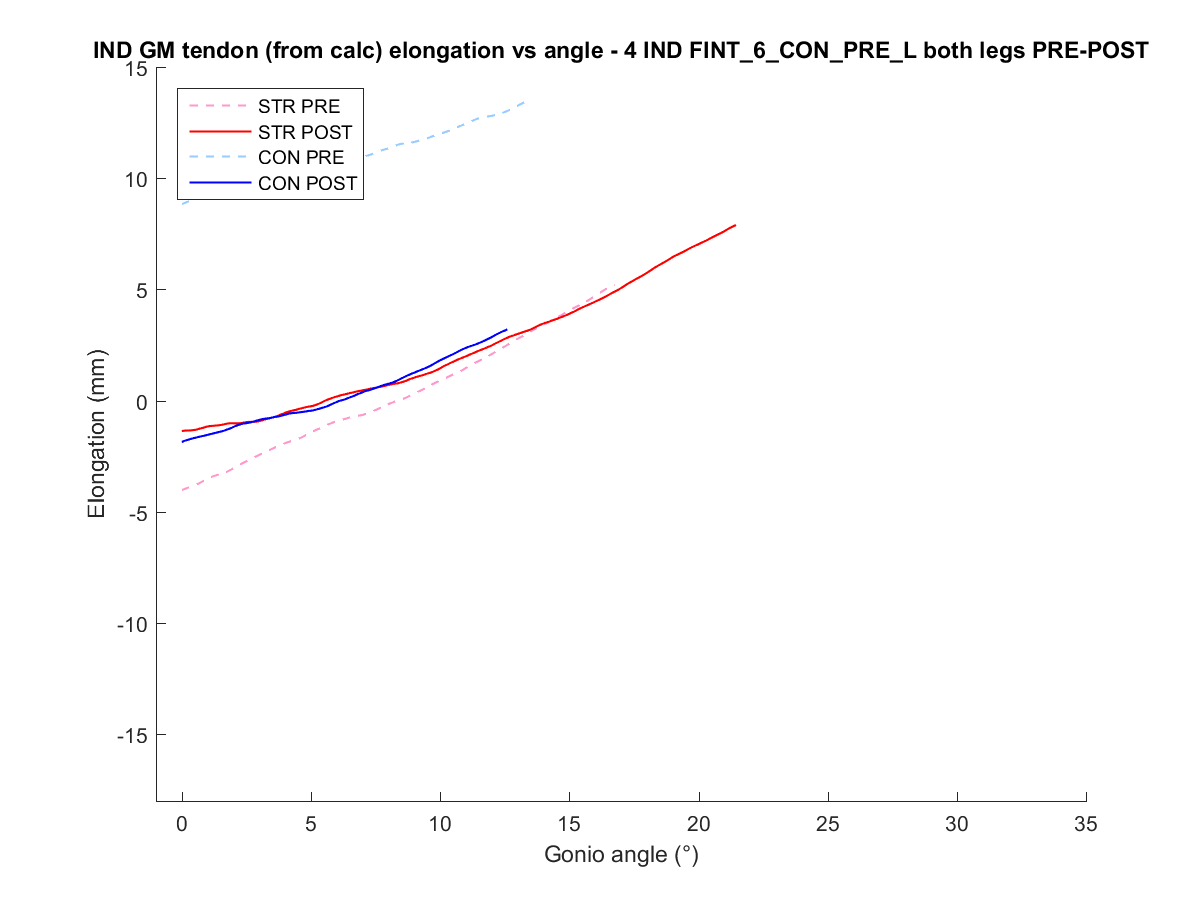 IND GM tendon (from calc) elongation vs angle - 4 IND FINT_6_CON_PRE_L both legs PRE-POST
15
10
5
0
-5
-10
-15
Elongation (mm)
STR PRE
STR POST
CON PRE
CON POST
0 5 10 15 20 25 30 35
Gonio angle (°)